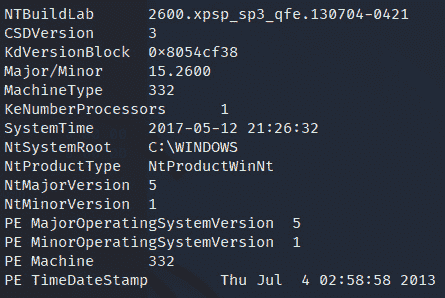 NTBuildLab 2600.xpsp_sp3_qfe.130704-0421
CSDVersion 3
KdVersionBlock 0x8054cf38
Major/Minor 15.2600
MachineType 332
KeNumberProcessors 1
SystemTime 2017-05-12 21:26:32
NtSystemRoot C:\WINDOWS
NtProductType NtProductWinNt
NtMajorVersion 5
NtMinorVersion 1
PE MajorOperatingSystemVersion 5
PE MinorOperatingSystemVersion 1
PE Machine 332
PE TimeDateStamp Thu Jul  4 02:58:58 2013